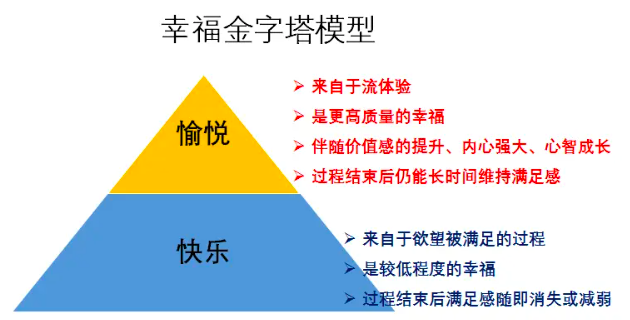 幸福金字塔模型
愉悦
➢ 来自于流体验
➢ 是更高质量的幸福
➢ 伴随价值感的提升、内心强大、心智成长
➢ 过程结束后仍能长时间维持满足感
快乐
➢ 来自于欲望被满足的过程
➢ 是较低程度的幸福
➢ 过程结束后满足感随即消失或减弱